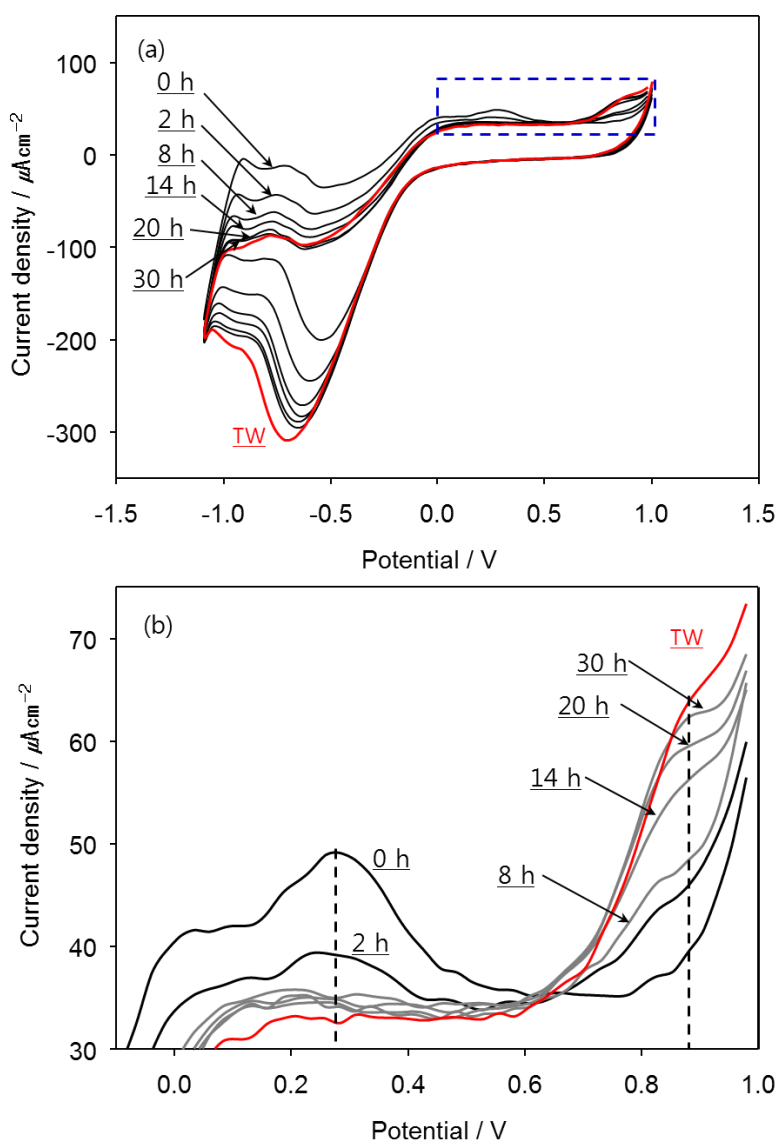 (a)
100
0
-100
-200
-300
Current density / μAcm⁻²
0 h
2 h
8 h
14 h
20 h
30 h
TW
-1.5 -1.0 -0.5 0.0 0.5 1.0 1.5
Potential / V
(b)
70
60
50
40
30
Current density / μAcm⁻²
TW
30 h
20 h
14 h
8 h
0 h
2 h
0.0 0.2 0.4 0.6 0.8 1.0
Potential / V